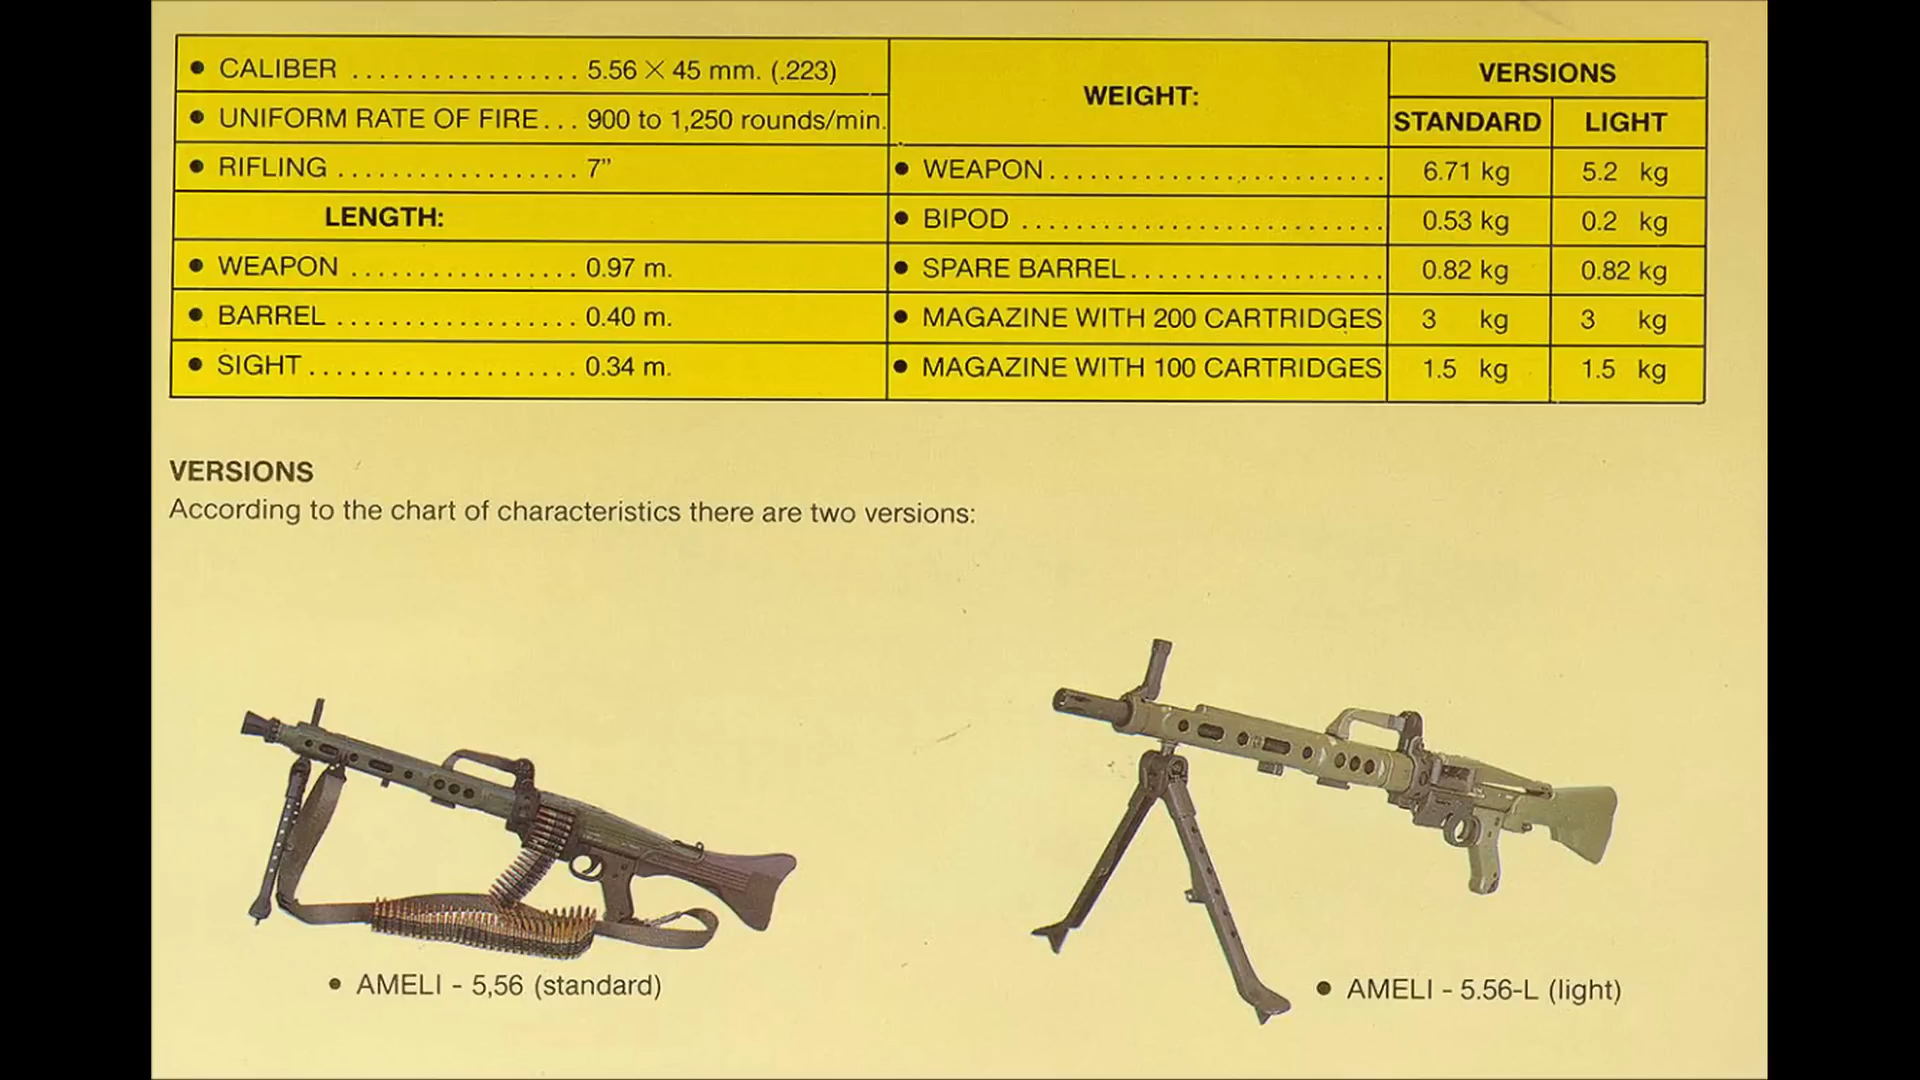 ● CALIBER ................. 5.56 × 45 mm. (.223)
● UNIFORM RATE OF FIRE... 900 to 1,250 rounds/min.
● RIFLING .................. 7”
LENGTH:
● WEAPON ................. 0.97 m.
● BARREL .................. 0.40 m.
● SIGHT .................... 0.34 m.
WEIGHT:
VERSIONS
STANDARD LIGHT
● WEAPON......................... 6.71 kg 5.2 kg
● BIPOD ........................... 0.53 kg 0.2 kg
● SPARE BARREL................... 0.82 kg 0.82 kg
● MAGAZINE WITH 200 CARTRIDGES 3 kg 3 kg
● MAGAZINE WITH 100 CARTRIDGES 1.5 kg 1.5 kg
VERSIONS
According to the chart of characteristics there are two versions:
● AMELI - 5,56 (standard)
● AMELI - 5.56-L (light)